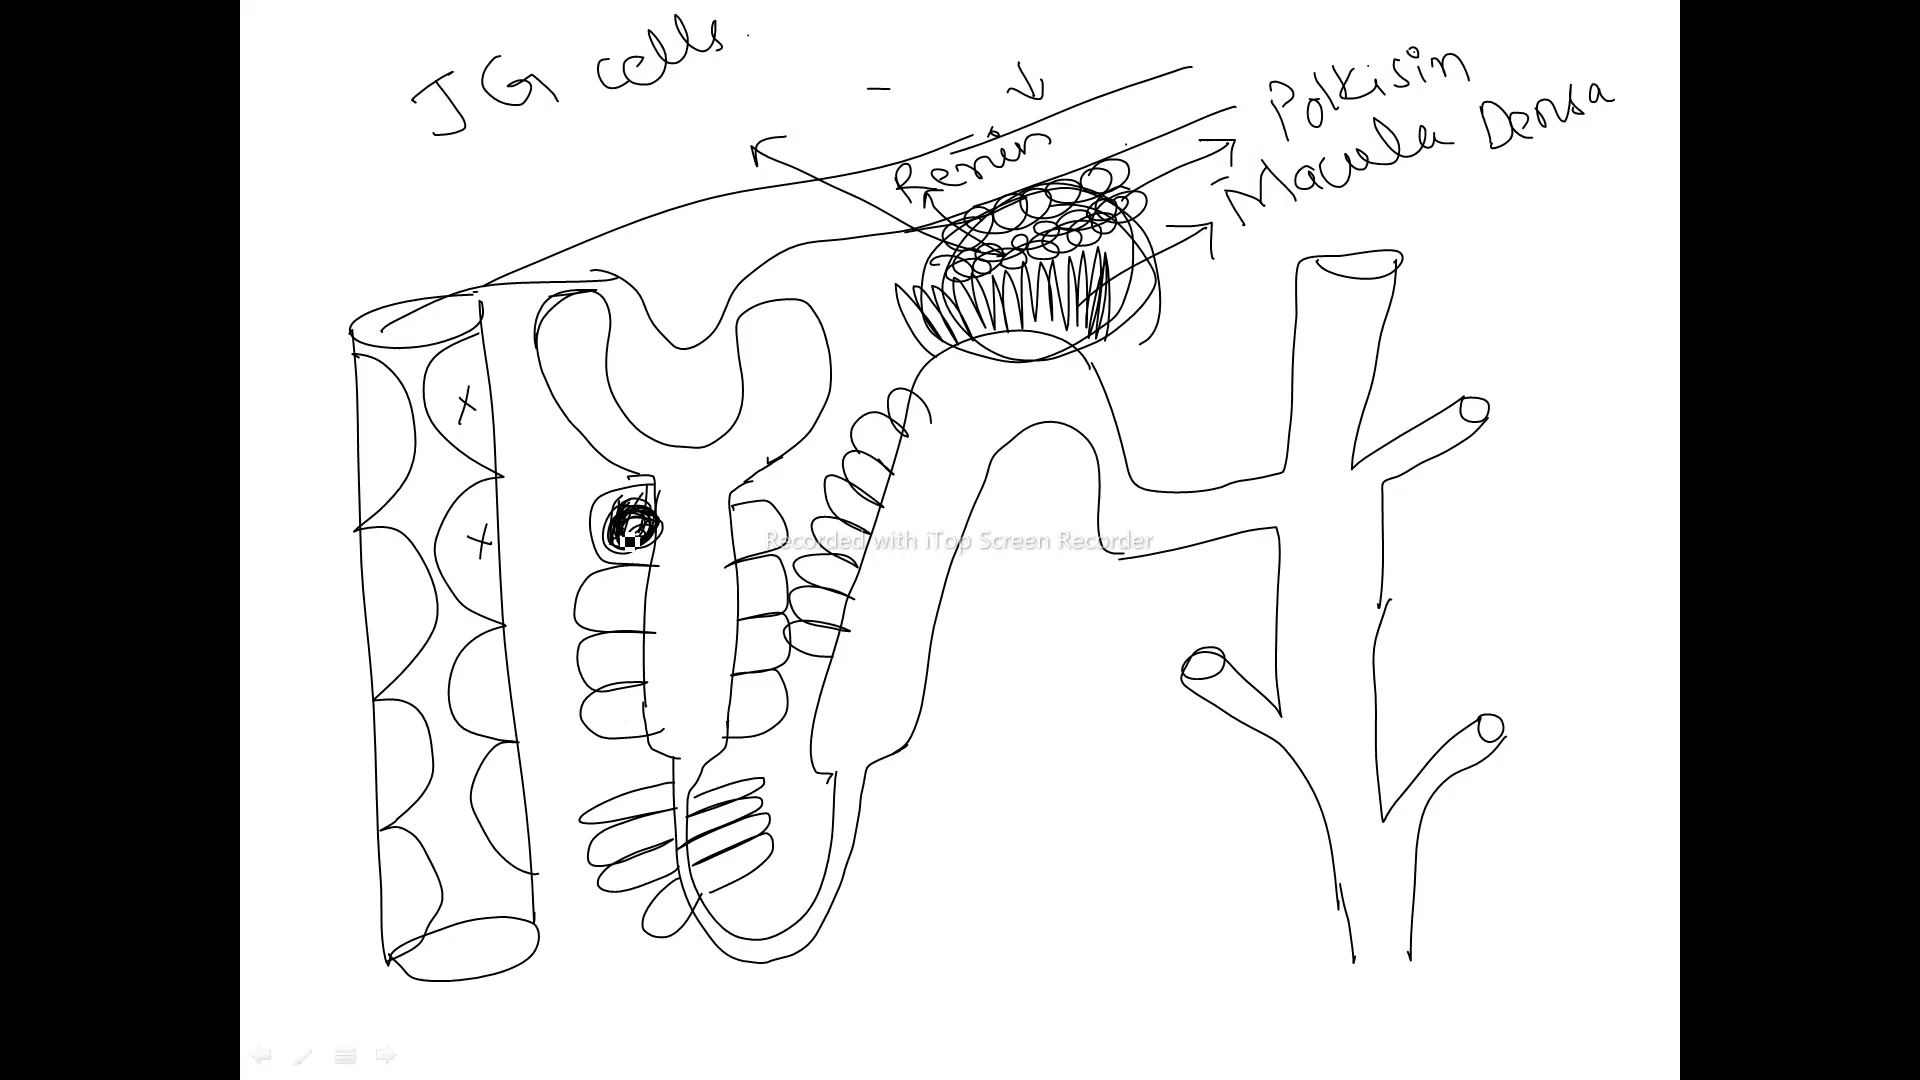 JG cells.
Renin
Polkisin
Macula Densa
Recorded with iTop Screen Recorder